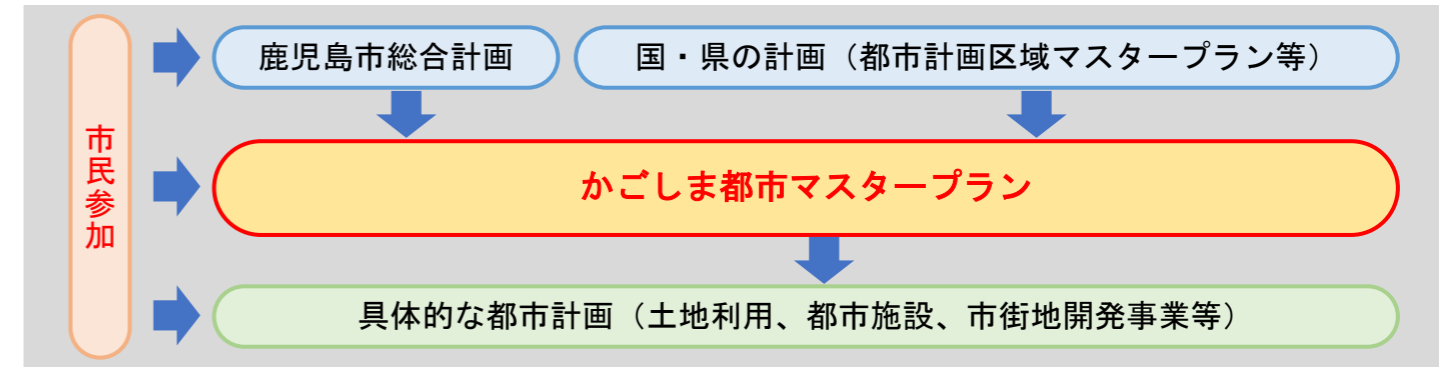 市民参加
鹿児島市総合計画
国・県の計画（都市計画区域マスタープラン等）
かごしま都市マスタープラン
具体的な都市計画（土地利用、都市施設、市街地開発事業等）